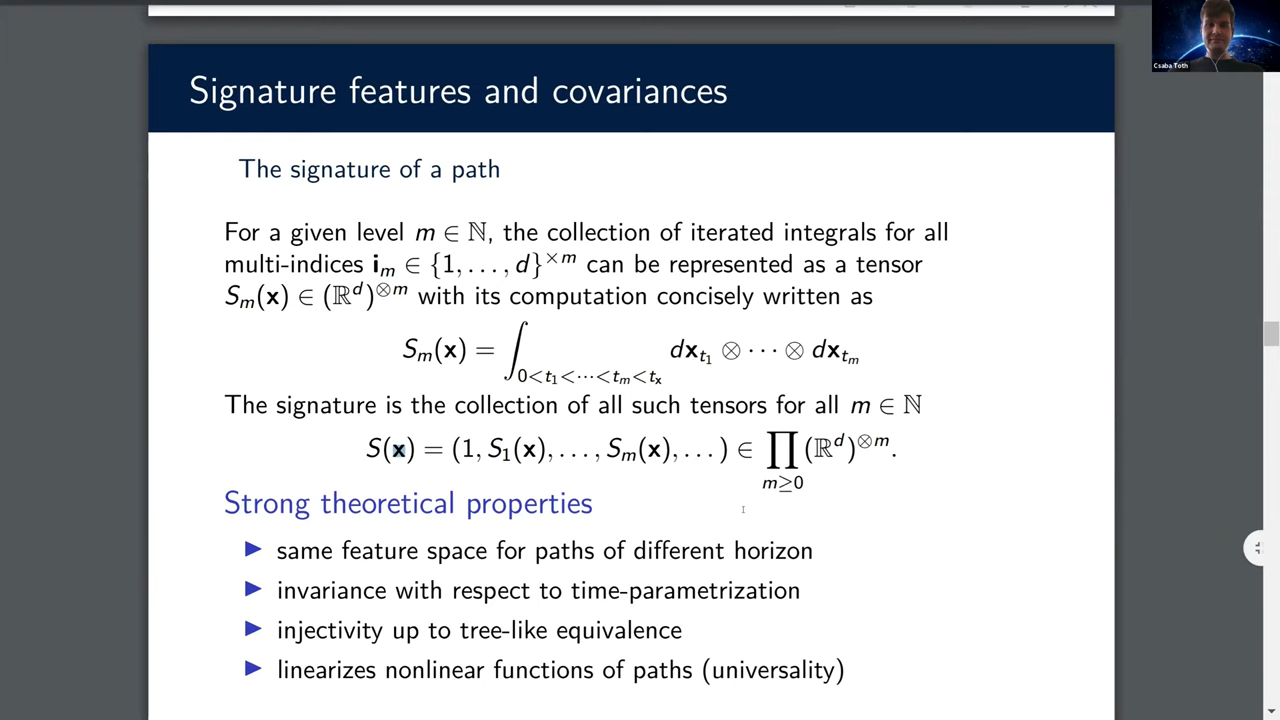 Csaba Toth
Signature features and covariances
The signature of a path
For a given level m ∈ ℕ, the collection of iterated integrals for all
multi-indices i_m ∈ {1, . . . , d}^{×m} can be represented as a tensor
S_m(x) ∈ (ℝ^d)^{⊗m} with its computation concisely written as
S_m(x) = ∫_{0<t_1<···<t_m<t_x} dx_{t_1} ⊗ · · · ⊗ dx_{t_m}
The signature is the collection of all such tensors for all m ∈ ℕ
S(x) = (1, S_1(x), . . . , S_m(x), . . . ) ∈ ∏_{m≥0} (ℝ^d)^{⊗m}.
Strong theoretical properties
▶ same feature space for paths of different horizon
▶ invariance with respect to time-parametrization
▶ injectivity up to tree-like equivalence
▶ linearizes nonlinear functions of paths (universality)